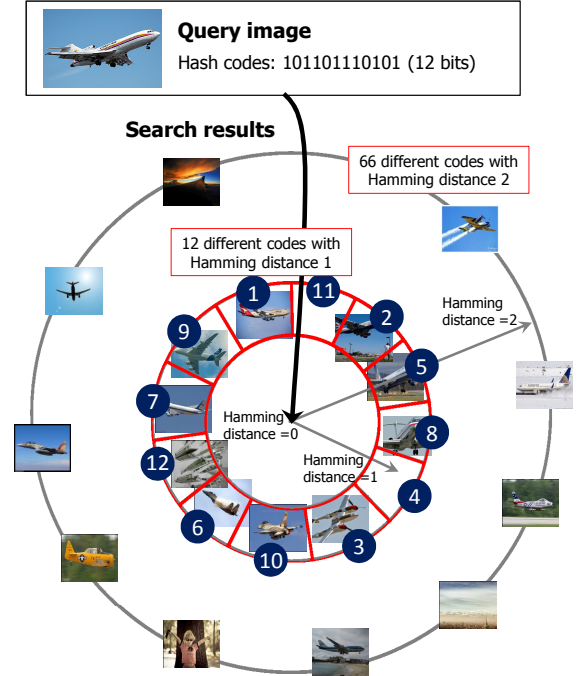 Query image
Hash codes: 101101110101 (12 bits)
Search results
66 different codes with
Hamming distance 2
12 different codes with
Hamming distance 1
1
11
2
9
5
7
8
12
4
6
10
3
Hamming
distance =2
Hamming
distance =0
Hamming
distance =1